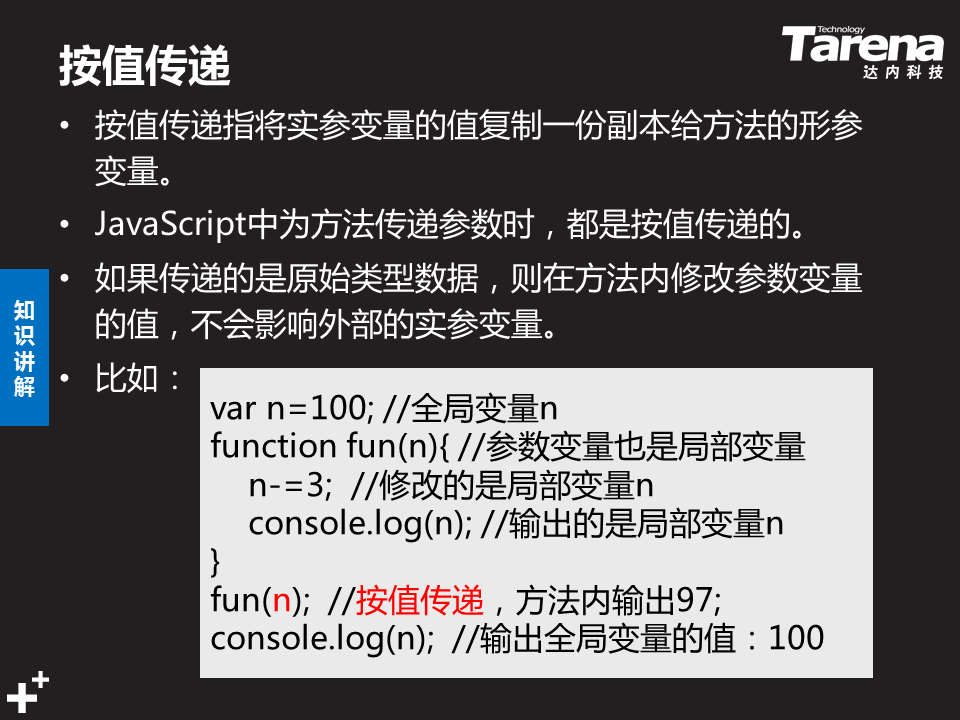 按值传递
Technology
Tarena
达内科技
• 按值传递指将实参变量的值复制一份副本给方法的形参
变量。
• JavaScript中为方法传递参数时，都是按值传递的。
• 如果传递的是原始类型数据，则在方法内修改参数变量
的值，不会影响外部的实参变量。
• 比如：
知
识
讲
解
var n=100; //全局变量n
function fun(n){ //参数变量也是局部变量
n-=3; //修改的是局部变量n
console.log(n); //输出的是局部变量n
}
fun(n); //按值传递，方法内输出97;
console.log(n); //输出全局变量的值：100